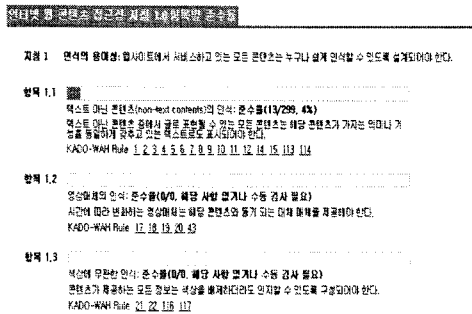 인터넷 웹 콘텐츠 접근성 지침 1.0 항목별 준수율
지침 1 인식의 용이성: 웹사이트에서 서비스하고 있는 모든 콘텐츠는 누구나 쉽게 인식할 수 있도록 설계되어야 한다.
항목 1.1
텍스트 아닌 콘텐츠(non-text contents)의 인식: 준수율(13/299, 4%)
텍스트 아닌 콘텐츠 중에서 글로 표현될 수 있는 모든 콘텐츠는 해당 콘텐츠가 가지는 의미나 기
능을 동일하게 갖추고 있는 텍스트로도 표시되어야 한다.
KADO-WAH Rule 1 2 3 4 5 6 7 8 9 10 11 12 14 15 113 114
항목 1.2
영상매체의 인식: 준수율(0/0, 해당 사항 없거나 수동 검사 필요)
시간에 따라 변화하는 영상매체는 해당 콘텐츠와 동기 되는 대체 매체를 제공해야 한다.
KADO-WAH Rule 17 18 19 20 43
항목 1.3
색상에 무관한 인식: 준수율(0/0, 해당 사항 없거나 수동 검사 필요)
콘텐츠가 제공하는 모든 정보는 색상을 배제하더라도 인지할 수 있도록 구성되어야 한다.
KADO-WAH Rule 21 22 116 117